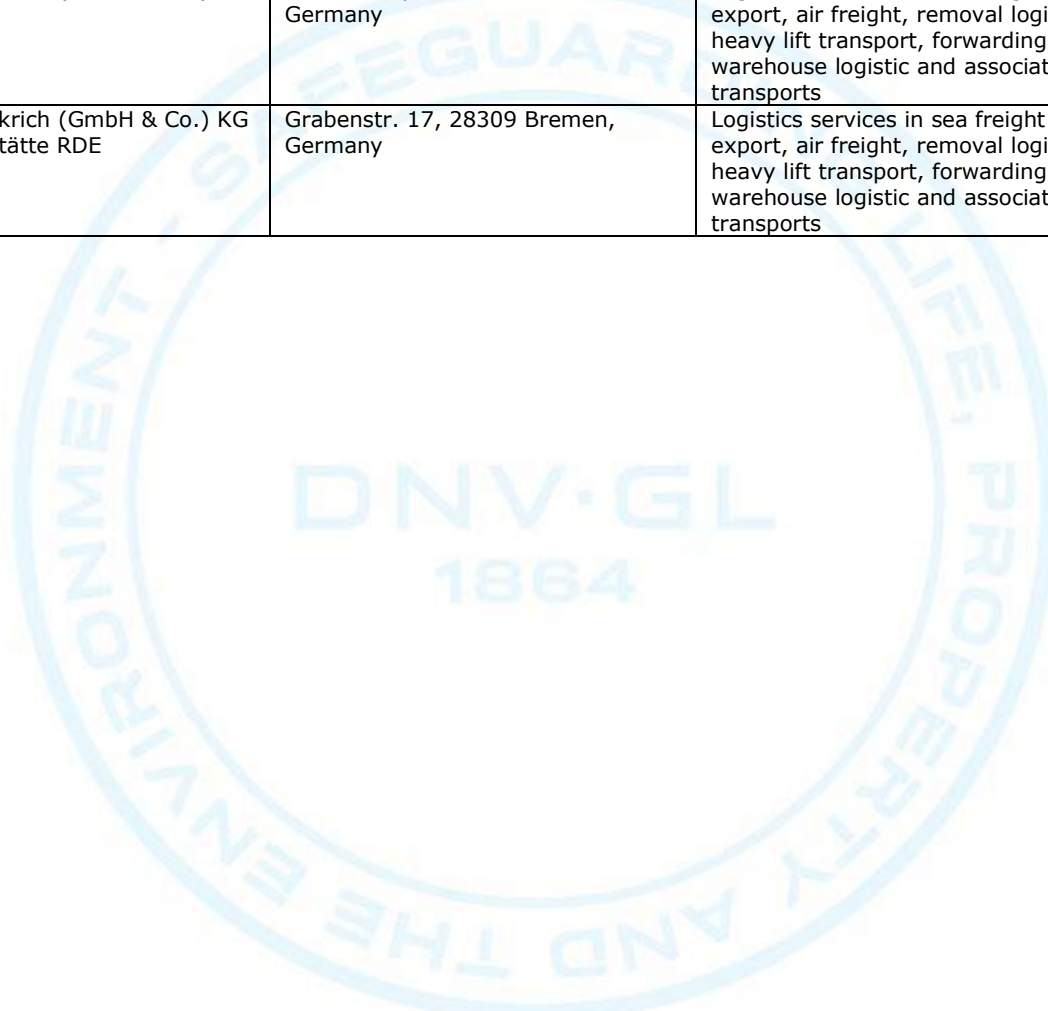 Germany
export, air freight, removal logi
heavy lift transport, forwarding
warehouse logistic and associat
transports
krich (GmbH & Co.) KG
tätte RDE
Grabenstr. 17, 28309 Bremen,
Germany
Logistics services in sea freight
export, air freight, removal logi
heavy lift transport, forwarding
warehouse logistic and associat
transports
SAFEGUARDING LIFE, PROPERTY AND THE ENVIRONMENT -
DNV·GL
1864